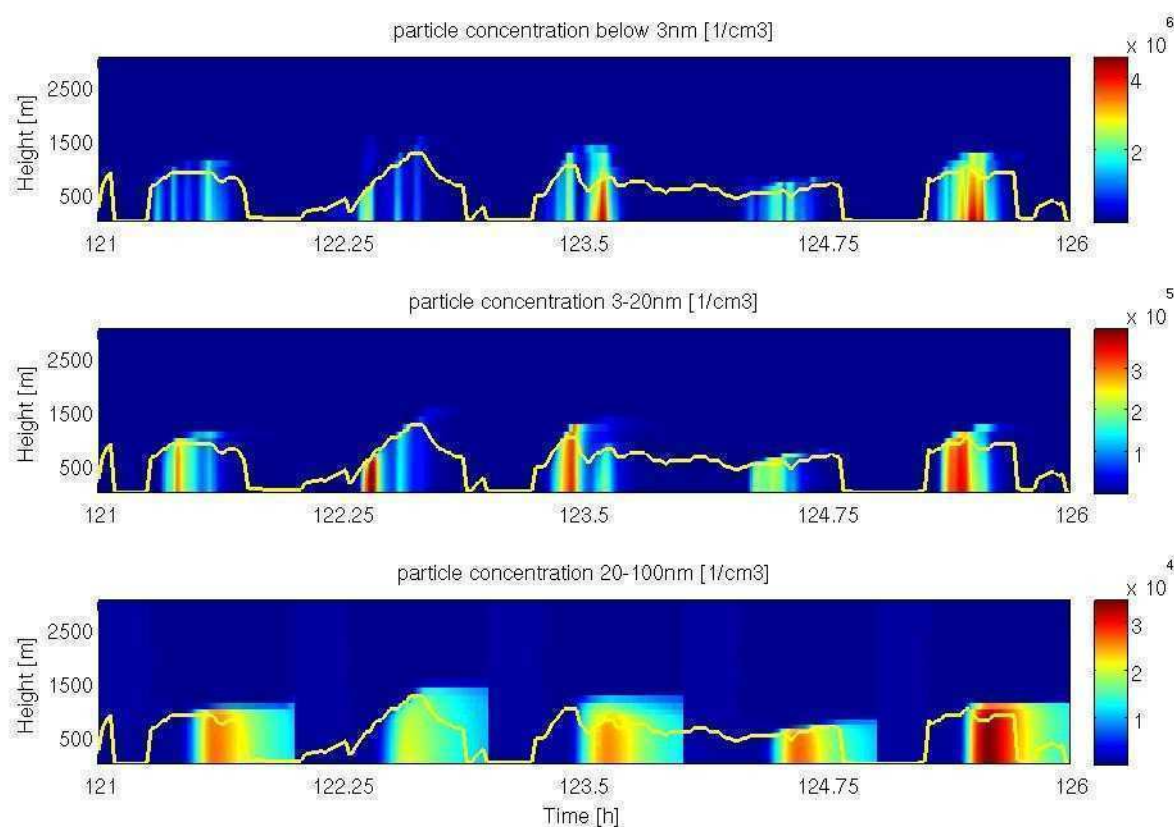 particle concentration below 3nm [1/cm3]
x 10 6
Height [m]
2500
1500
500
4
2
121 122.25 123.5 124.75 126
particle concentration 3-20nm [1/cm3]
x 10 5
Height [m]
2500
1500
500
3
2
1
121 122.25 123.5 124.75 126
particle concentration 20-100nm [1/cm3]
x 10 4
Height [m]
2500
1500
500
3
2
1
121 122.25 123.5 124.75 126
Time [h]